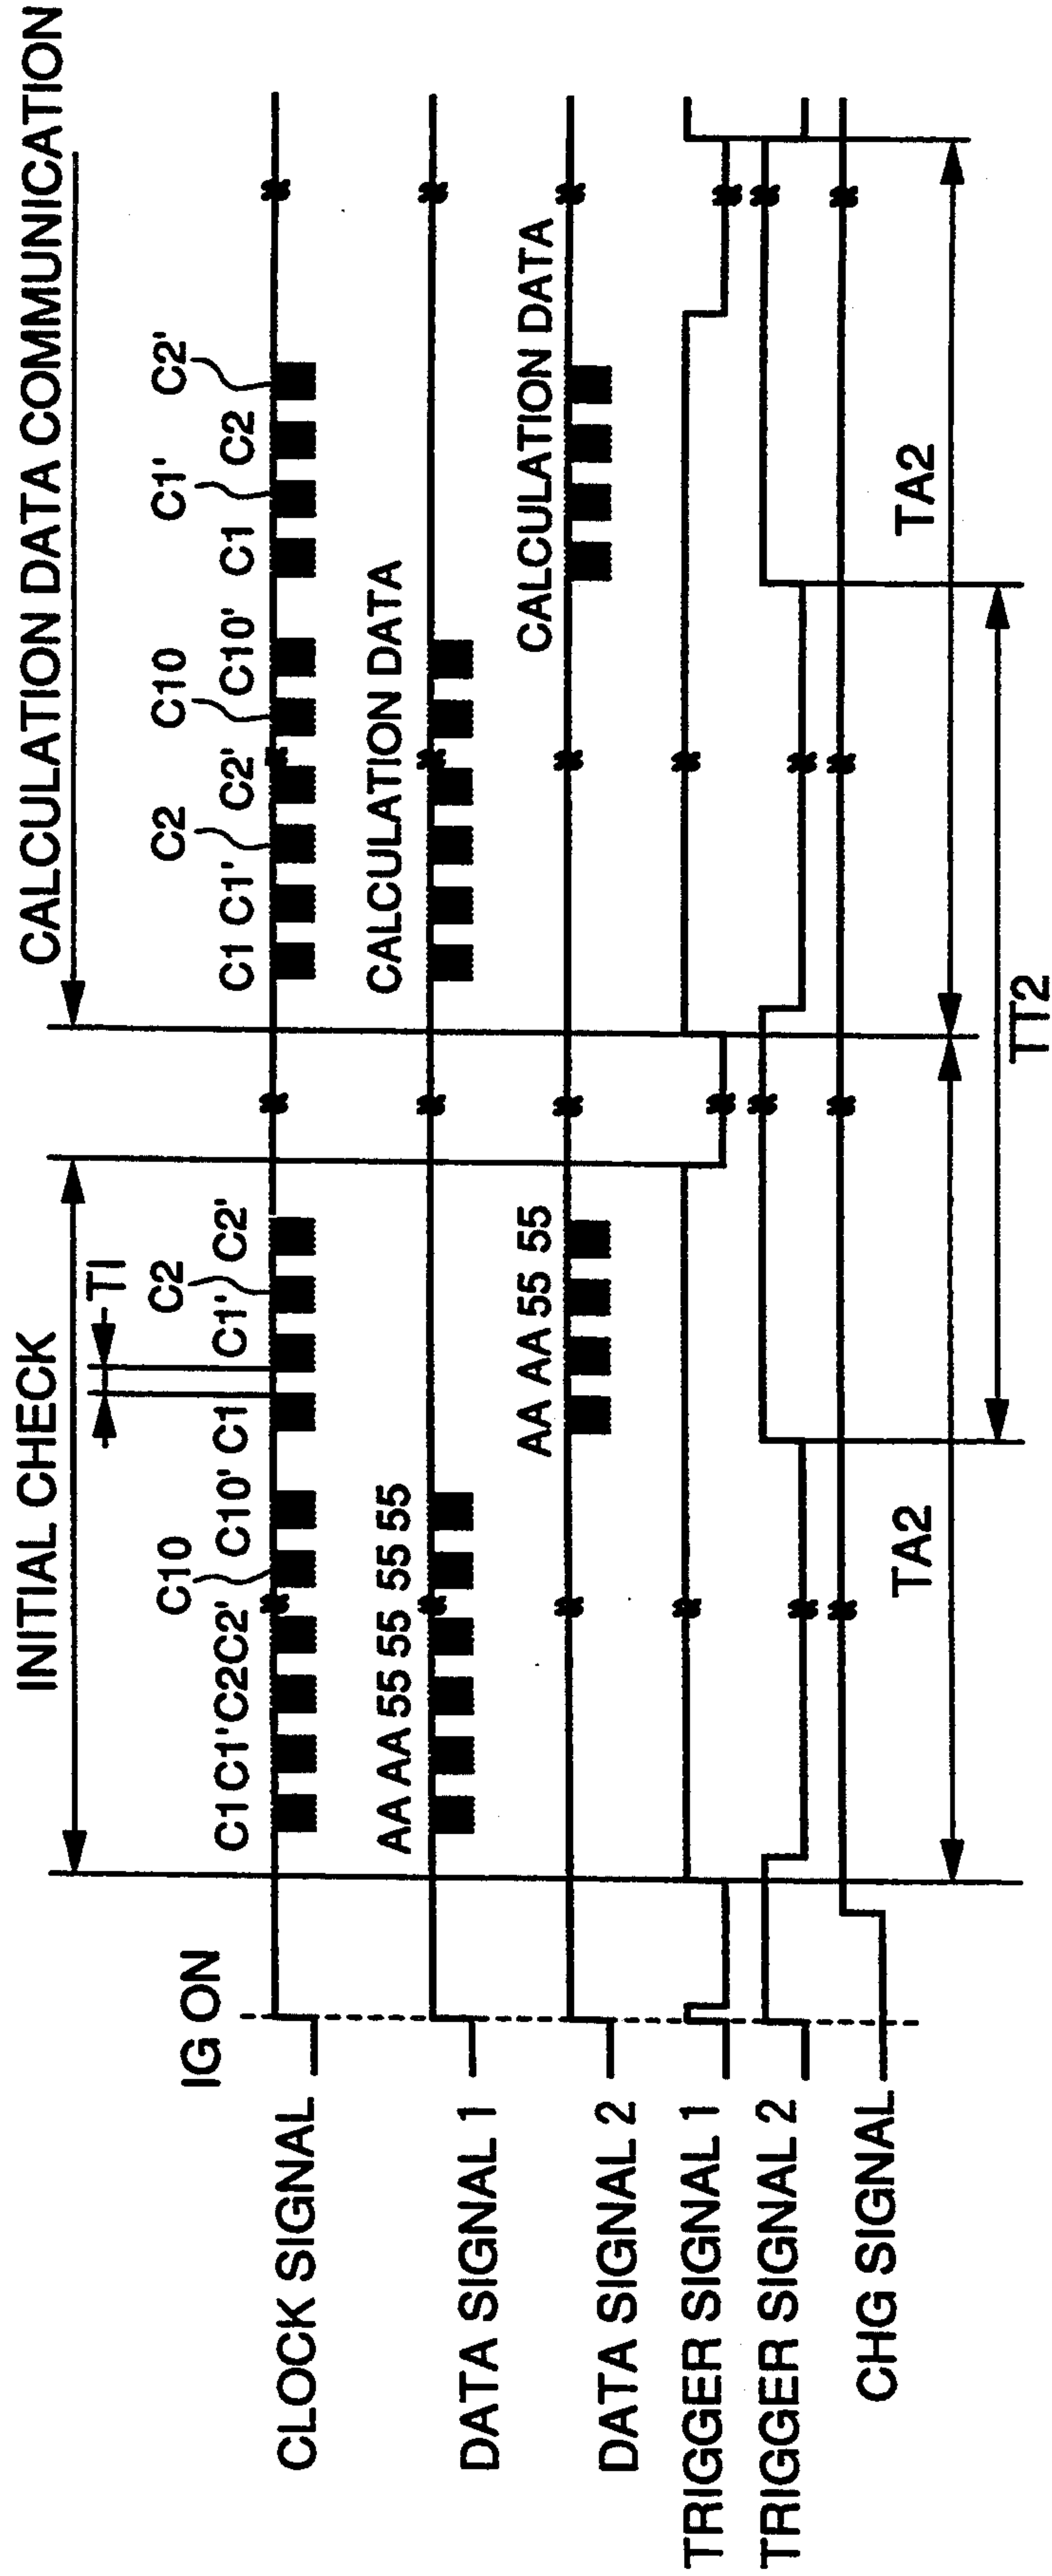 INITIAL CHECK
CALCULATION DATA COMMUNICATION
TI
IG ON
C10
C2
C2
C10
C1'
C2'
CLOCK SIGNAL
C1 C1' C2 C2'
C10'
C1
C1'
C2'
C1 C1'
C2'
C10'
C1
C2
DATA SIGNAL 1
AA AA 55 55 55 55
CALCULATION DATA
DATA SIGNAL 2
AA AA 55 55
CALCULATION DATA
TRIGGER SIGNAL 1
TRIGGER SIGNAL 2
CHG SIGNAL
TA2
TA2
TT2